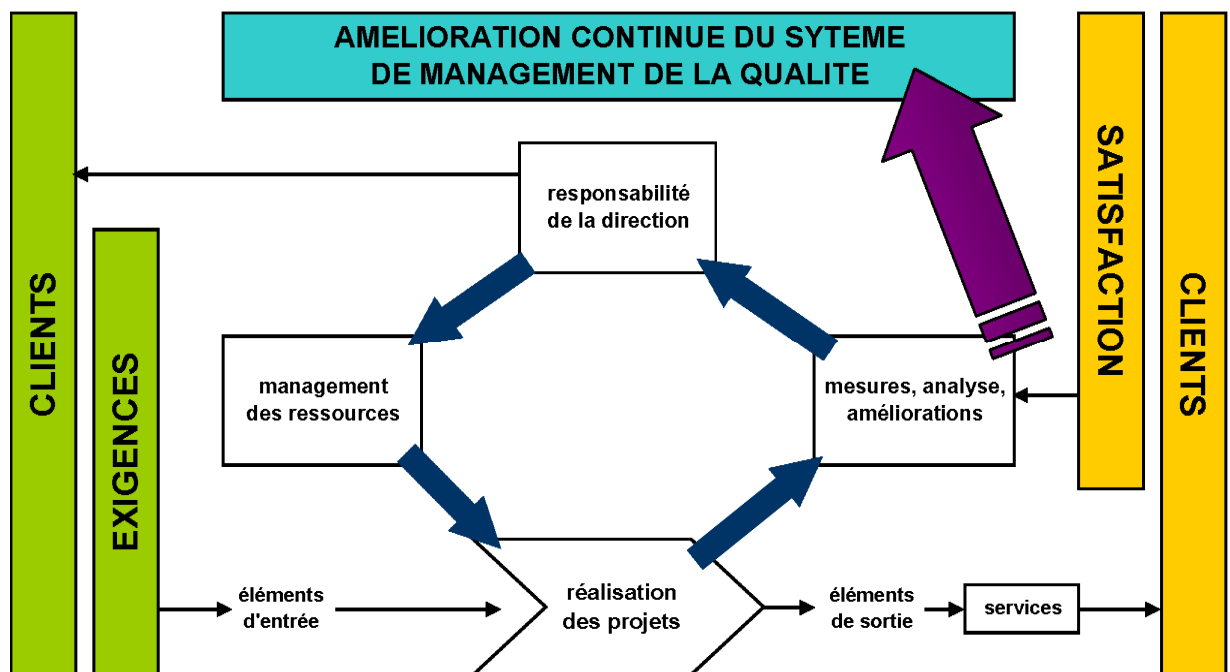 AMELIORATION CONTINUE DU SYTEME
DE MANAGEMENT DE LA QUALITE
CLIENTS
EXIGENCES
responsabilité
de la direction
management
des ressources
mesures, analyse,
améliorations
SATISFACTION
CLIENTS
éléments
d'entrée
réalisation
des projets
éléments
de sortie
services